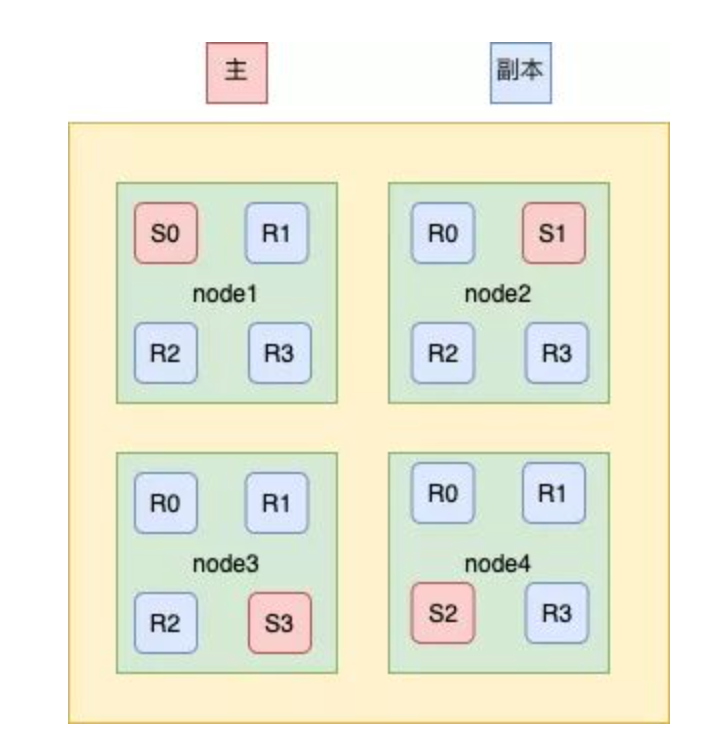 主 副本
S0 R1 R0 S1
node1 node2
R2 R3 R2 R3
R0 R1 R0 R1
node3 node4
R2 S3 S2 R3